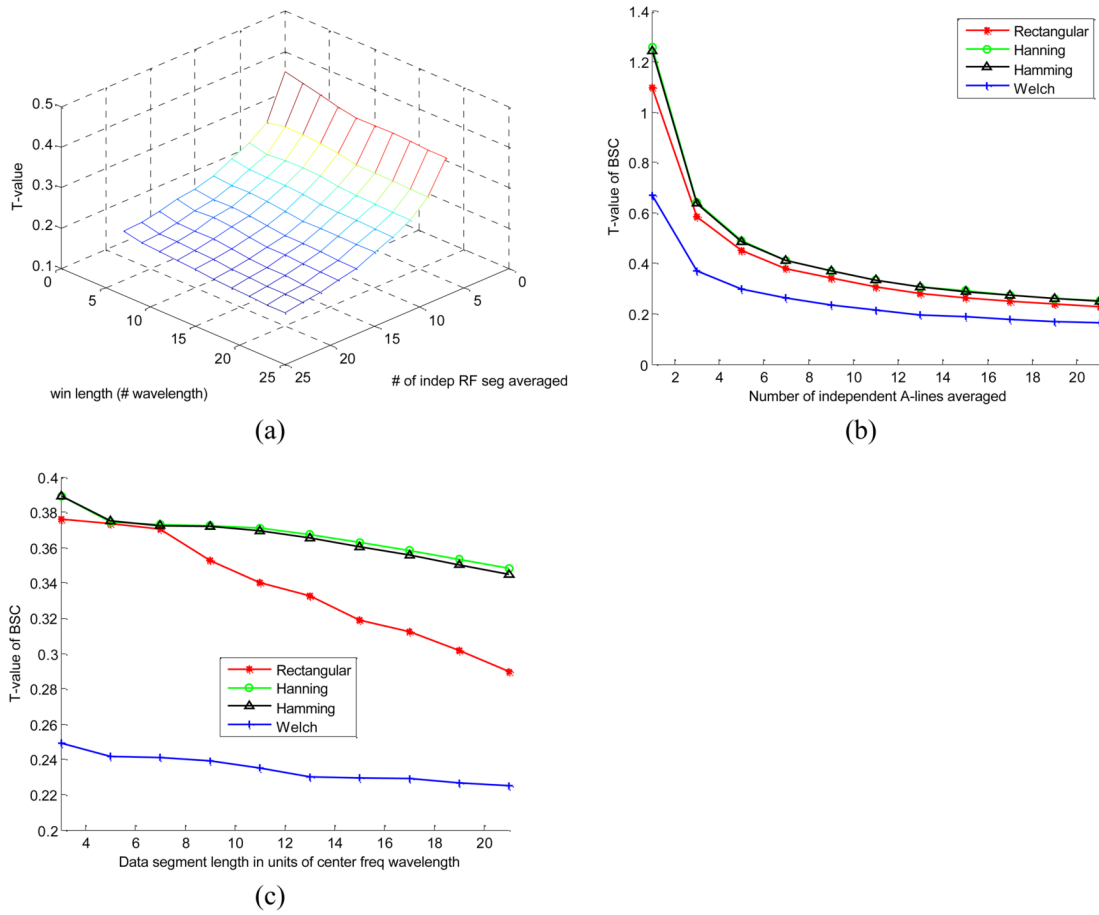 0.5
0.4
0.3
0.2
0.1
T-value
0
5
10
15
20
25
win length (# wavelength)
25
20
15
10
5
0
# of indep RF seg averaged
(a)
1.4
1.2
1
0.8
0.6
0.4
0.2
0
T-value of BSC
Rectangular
Hanning
Hamming
Welch
2 4 6 8 10 12 14 16 18 20
Number of independent A-lines averaged
(b)
0.4
0.38
0.36
0.34
0.32
0.3
0.28
0.26
0.24
0.22
0.2
T-value of BSC
Rectangular
Hanning
Hamming
Welch
4 6 8 10 12 14 16 18 20
Data segment length in units of center freq wavelength
(c)